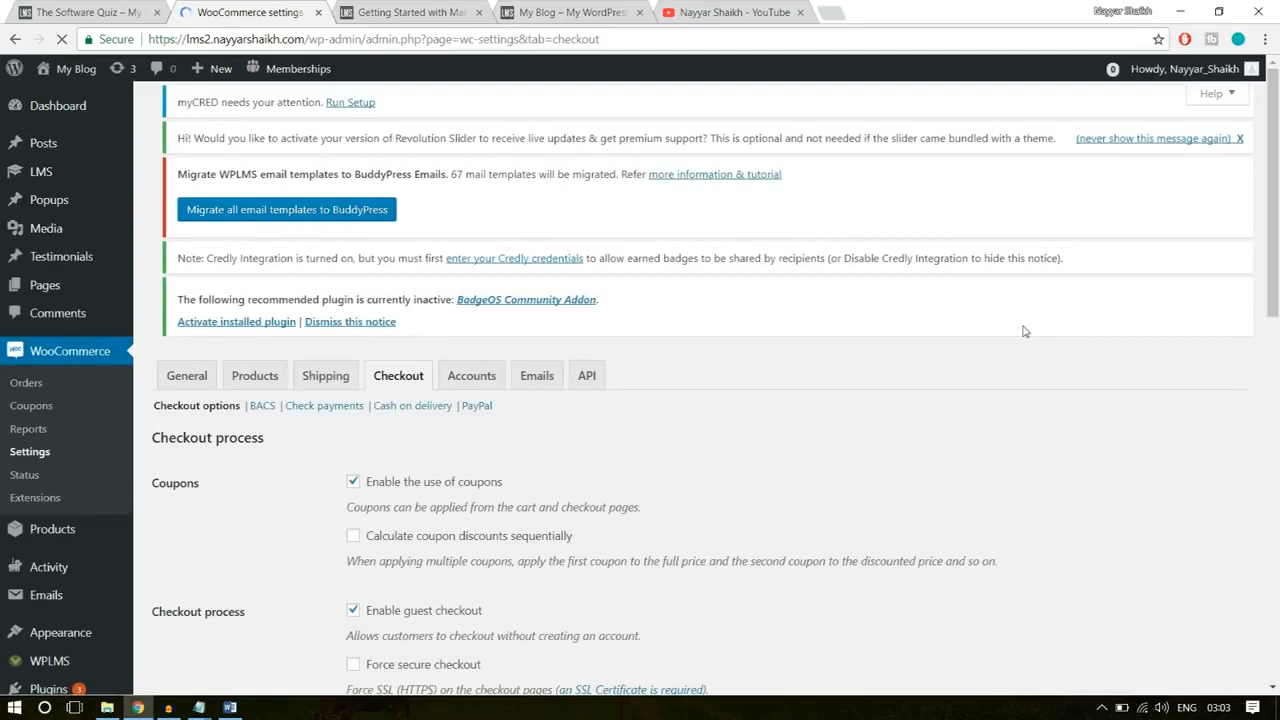 The Software Quiz – My
WooCommerce settings
Getting Started with Mar
My Blog – My WordPress
Nayyar Shaikh - YouTube
Nayyar Shaikh
Secure
https://lms2.nayyarshaikh.com/wp-admin/admin.php?page=wc-settings&tab=checkout
My Blog
3
0
New
Memberships
0
Howdy, Nayyar_Shaikh
Dashboard
Posts
LMS
Popups
Media
Testimonials
Pages
Comments
WooCommerce
Orders
Coupons
Reports
Settings
Status
Extensions
Products
Activity
Emails
Appearance
WPLMS
Plugins 3
myCRED needs your attention. Run Setup
Help
Hi! Would you like to activate your version of Revolution Slider to receive live updates & get premium support? This is optional and not needed if the slider came bundled with a theme.
(never show this message again) X
Migrate WPLMS email templates to BuddyPress Emails. 67 mail templates will be migrated. Refer more information & tutorial
Migrate all email templates to BuddyPress
Note: Credly Integration is turned on, but you must first enter your Credly credentials to allow earned badges to be shared by recipients (or Disable Credly Integration to hide this notice).
The following recommended plugin is currently inactive: BadgeOS Community Addon.
Activate installed plugin | Dismiss this notice
General
Products
Shipping
Checkout
Accounts
Emails
API
Checkout options | BACS | Check payments | Cash on delivery | PayPal
Checkout process
Coupons
Enable the use of coupons
Coupons can be applied from the cart and checkout pages.
Calculate coupon discounts sequentially
When applying multiple coupons, apply the first coupon to the full price and the second coupon to the discounted price and so on.
Checkout process
Enable guest checkout
Allows customers to checkout without creating an account.
Force secure checkout
Force SSL (HTTPS) on the checkout pages (an SSL Certificate is required).
ENG
03:03